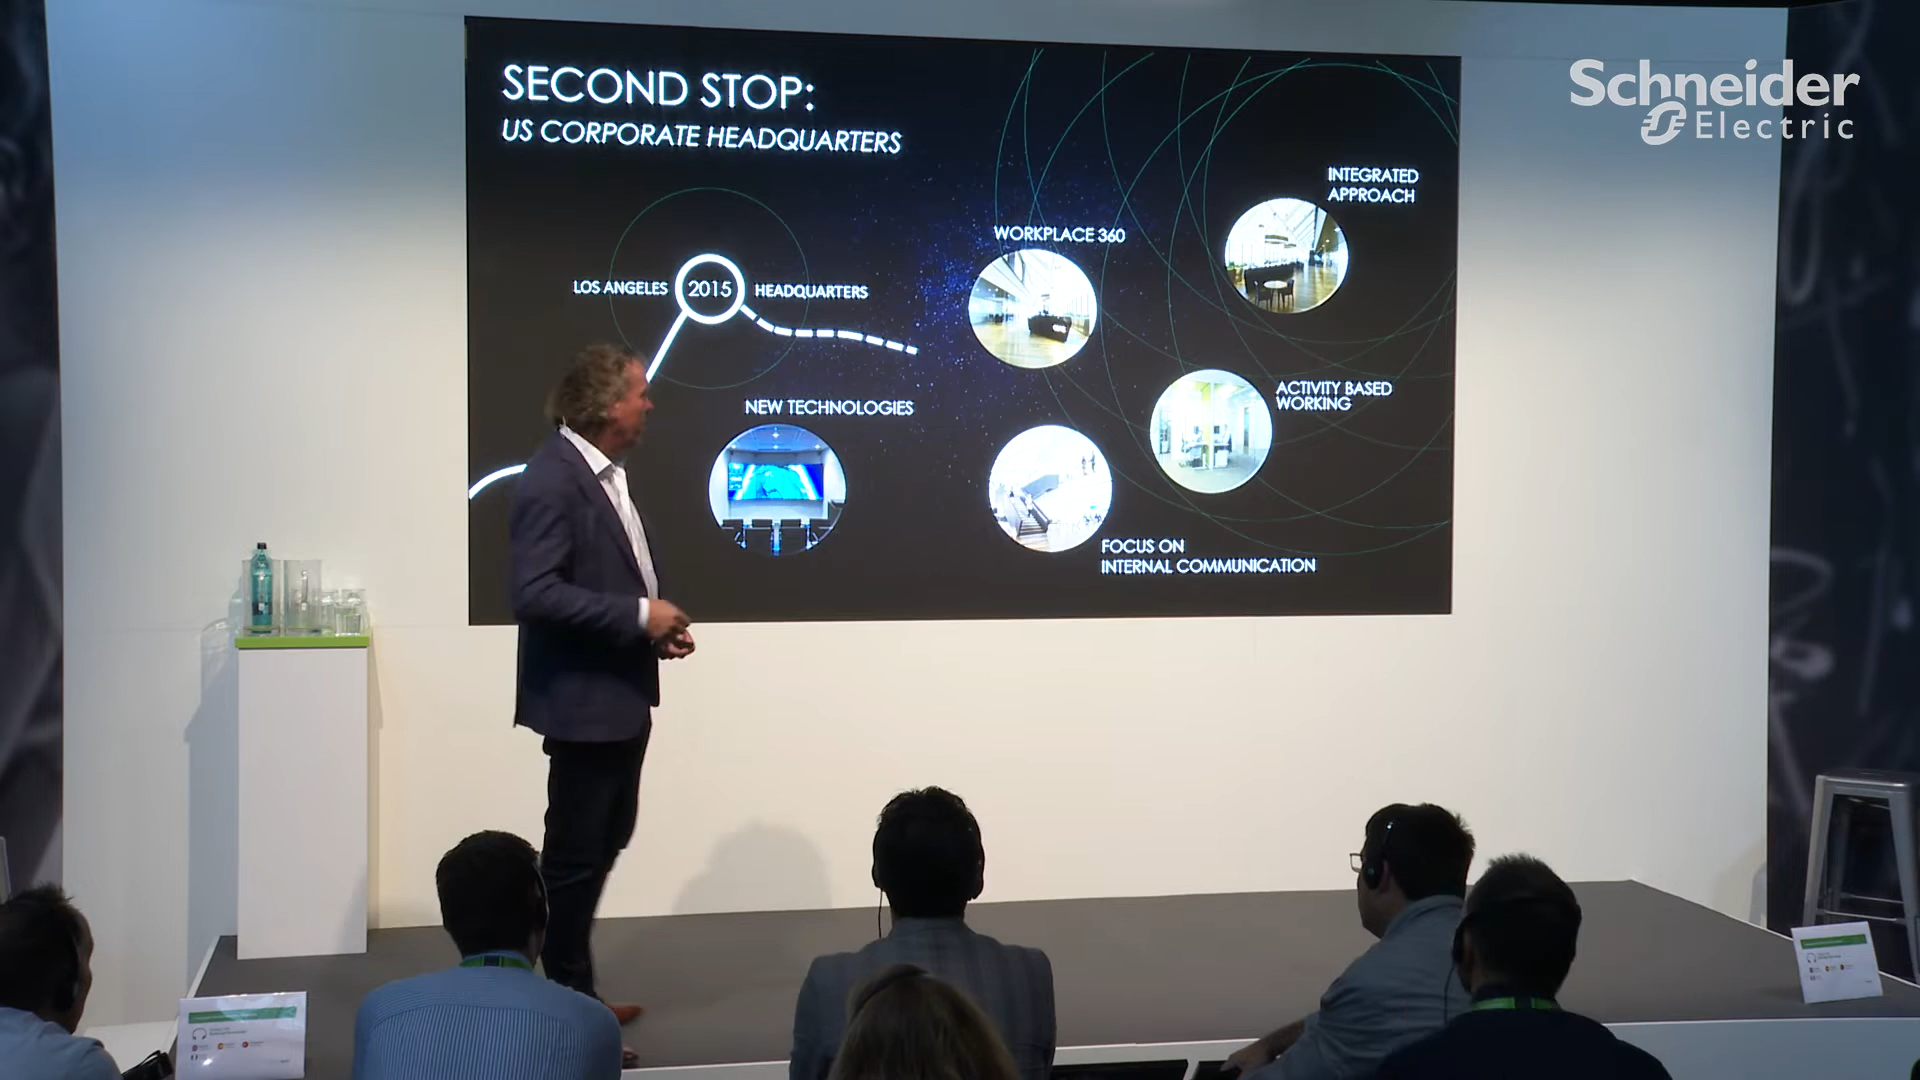 SECOND STOP:
US CORPORATE HEADQUARTERS
Schneider
Electric
INTEGRATED
APPROACH
WORKPLACE 360
LOS ANGELES
2015
HEADQUARTERS
ACTIVITY BASED
WORKING
NEW TECHNOLOGIES
FOCUS ON
INTERNAL COMMUNICATION